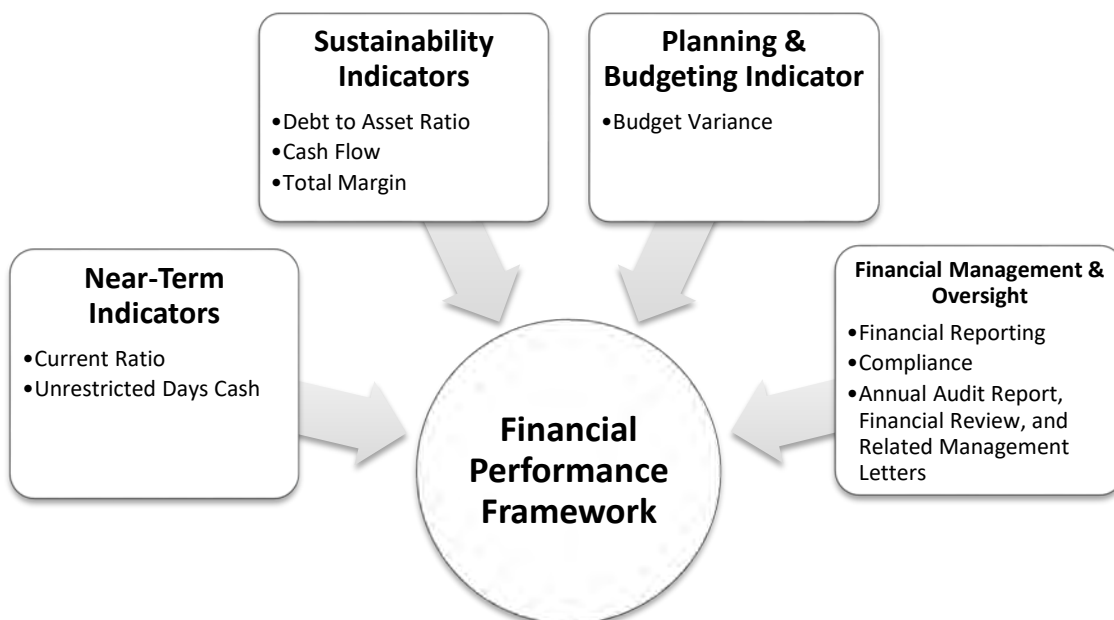 Sustainability
Indicators
•Debt to Asset Ratio
•Cash Flow
•Total Margin
Planning &
Budgeting Indicator
•Budget Variance
Near-Term
Indicators
•Current Ratio
•Unrestricted Days Cash
Financial Management &
Oversight
•Financial Reporting
•Compliance
•Annual Audit Report,
Financial Review, and
Related Management
Letters
Financial
Performance
Framework